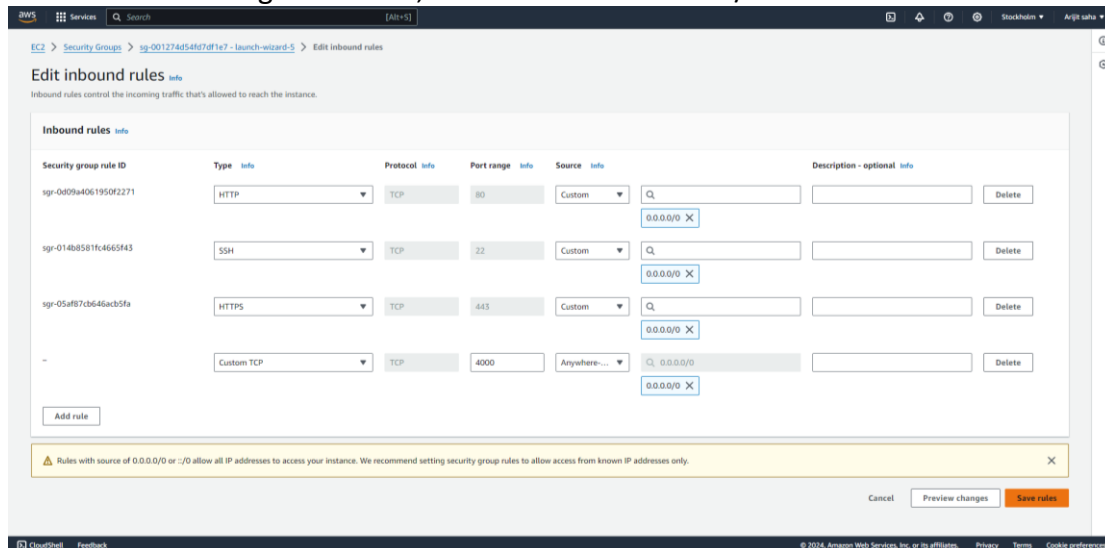 aws Services Search [Alt+S] Stockholm ▼ Arijit saha ▼
EC2 > Security Groups > sg-001274d54fd7df1e7 - launch-wizard-5 > Edit inbound rules
Edit inbound rules Info
Inbound rules control the incoming traffic that's allowed to reach the instance.
Inbound rules Info
Security group rule ID Type Info Protocol Info Port range Info Source Info Description - optional Info
sgr-0d09a4061950f2271 HTTP TCP 80 Custom Delete
0.0.0.0/0 X
sgr-014b8581fc4665f43 SSH TCP 22 Custom Delete
0.0.0.0/0 X
sgr-05af87cb646acb5fa HTTPS TCP 443 Custom Delete
0.0.0.0/0 X
– Custom TCP TCP 4000 Anywhere-... 0.0.0.0/0 Delete
0.0.0.0/0 X
Add rule
Rules with source of 0.0.0.0/0 or ::/0 allow all IP addresses to access your instance. We recommend setting security group rules to allow access from known IP addresses only.
Cancel Preview changes Save rules
CloudShell Feedback © 2024, Amazon Web Services, Inc. or its affiliates. Privacy Terms Cookie preferences